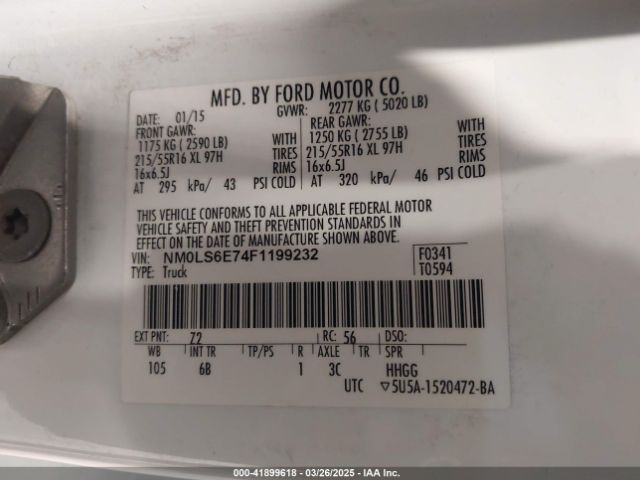 MFD. BY FORD MOTOR CO.
DATE: 01/15 GVWR: 2277 KG ( 5020 LB)
FRONT GAWR: REAR GAWR:
1175 KG ( 2590 LB) WITH 1250 KG ( 2755 LB) WITH
215/55R16 XL 97H TIRES 215/55R16 XL 97H TIRES
16x6.5J RIMS 16x6.5J RIMS
AT 295 kPa/ 43 PSI COLD AT 320 kPa/ 46 PSI COLD
THIS VEHICLE CONFORMS TO ALL APPLICABLE FEDERAL MOTOR
VEHICLE SAFETY AND THEFT PREVENTION STANDARDS IN
EFFECT ON THE DATE OF MANUFACTURE SHOWN ABOVE.
VIN: NM0LS6E74F1199232 F0341
TYPE: Truck T0594
EXT PNT: 72 RC: 56 DSO:
WB INT TR TP/PS R AXLE TR SPR
105 6B 1 3C HHGG
UTC ▽5U5A-1520472-BA
000-41899618 - 03/26/2025 - IAA Inc.